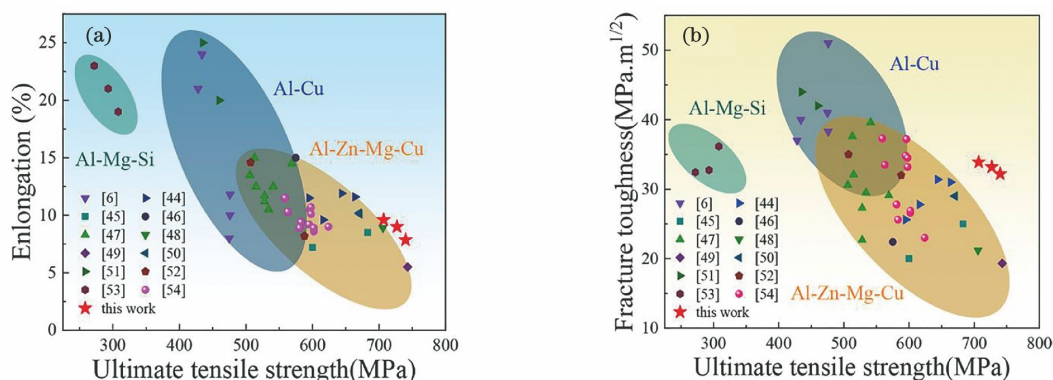 (a)
25
20
15
10
5
0
Elongation (%)
Al-Cu
Al-Mg-Si
Al-Zn-Mg-Cu
[6] [44]
[45] [46]
[47] [48]
[49] [50]
[51] [52]
[53] [54]
this work
200 300 400 500 600 700 800
Ultimate tensile strength(MPa)
(b)
50
40
30
20
10
Fracture toughness(MPa.m1/2)
Al-Cu
Al-Mg-Si
Al-Zn-Mg-Cu
[6] [44]
[45] [46]
[47] [48]
[49] [50]
[51] [52]
[53] [54]
this work
300 400 500 600 700 800
Ultimate tensile strength(MPa)